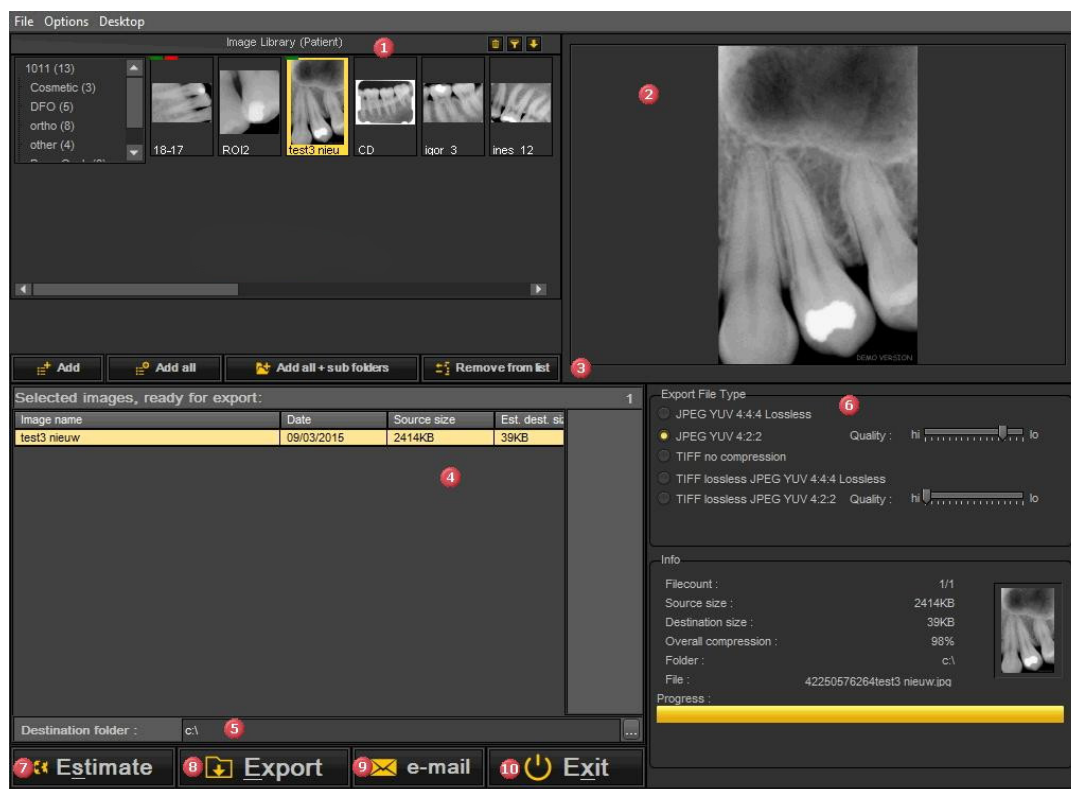 File Options Desktop
Image Library (Patient)
1
1011 (13)
Cosmetic (3)
DFO (5)
ortho (8)
other (4)
18-17
ROI2
test3 nieu
CD
igor_3
ines_12
2
Add
Add all
Add all + sub folders
Remove from list
3
Selected images, ready for export: 1
Image name Date Source size Est. dest. siz
test3 nieuw 09/03/2015 2414KB 39KB
4
Destination folder : c:\ 5
...
7 Estimate
8 Export
9 e-mail
10 Exit
DEMO VERSION
Export File Type
6
JPEG YUV 4:4:4 Lossless
JPEG YUV 4:2:2 Quality : hi lo
TIFF no compression
TIFF lossless JPEG YUV 4:4:4 Lossless
TIFF lossless JPEG YUV 4:2:2 Quality : hi lo
Info
Filecount : 1/1
Source size : 2414KB
Destination size : 39KB
Overall compression : 98%
Folder : c:\
File : 42250576264test3 nieuw.jpg
Progress :